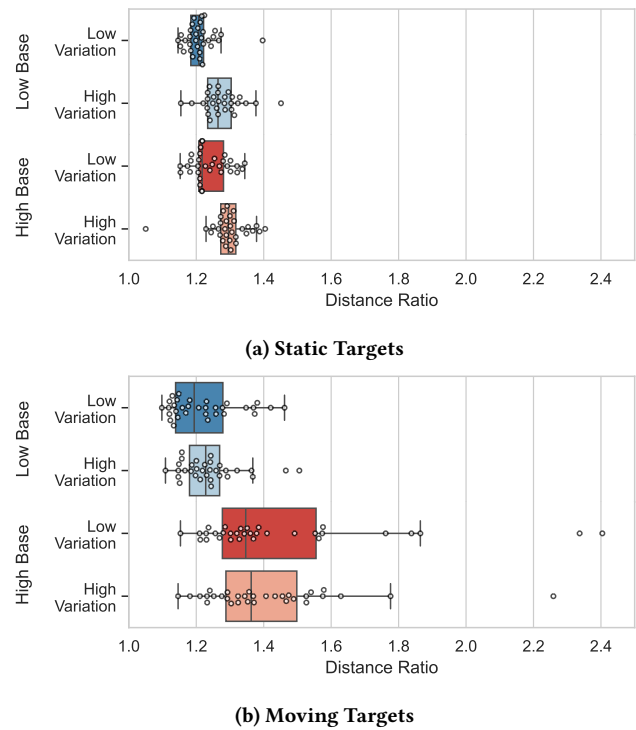 Low Base
Low
Variation
High
Variation
High Base
Low
Variation
High
Variation
1.0 1.2 1.4 1.6 1.8 2.0 2.2 2.4
Distance Ratio
(a) Static Targets
Low Base
Low
Variation
High
Variation
High Base
Low
Variation
High
Variation
1.0 1.2 1.4 1.6 1.8 2.0 2.2 2.4
Distance Ratio
(b) Moving Targets